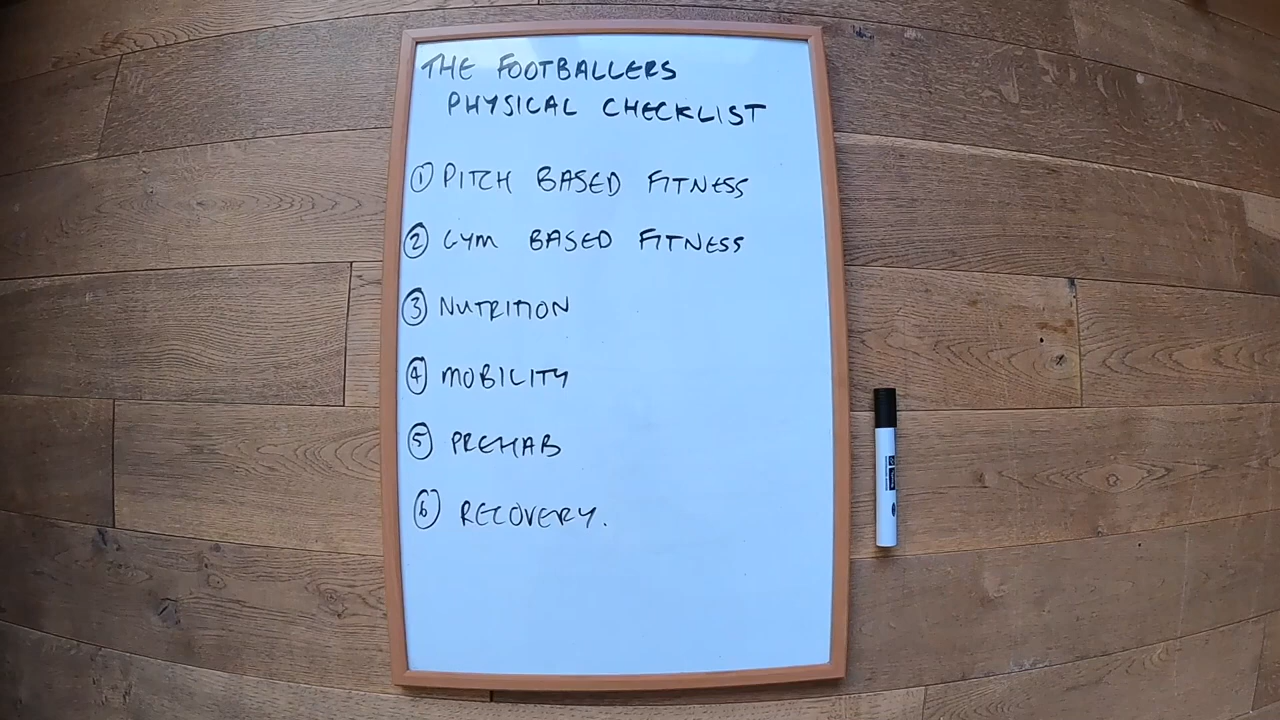 THE FOOTBALLERS
PHYSICAL CHECKLIST
① PITCH BASED FITNESS
② GYM BASED FITNESS
③ NUTRITION
④ MOBILITY
⑤ PREHAB
⑥ RECOVERY.